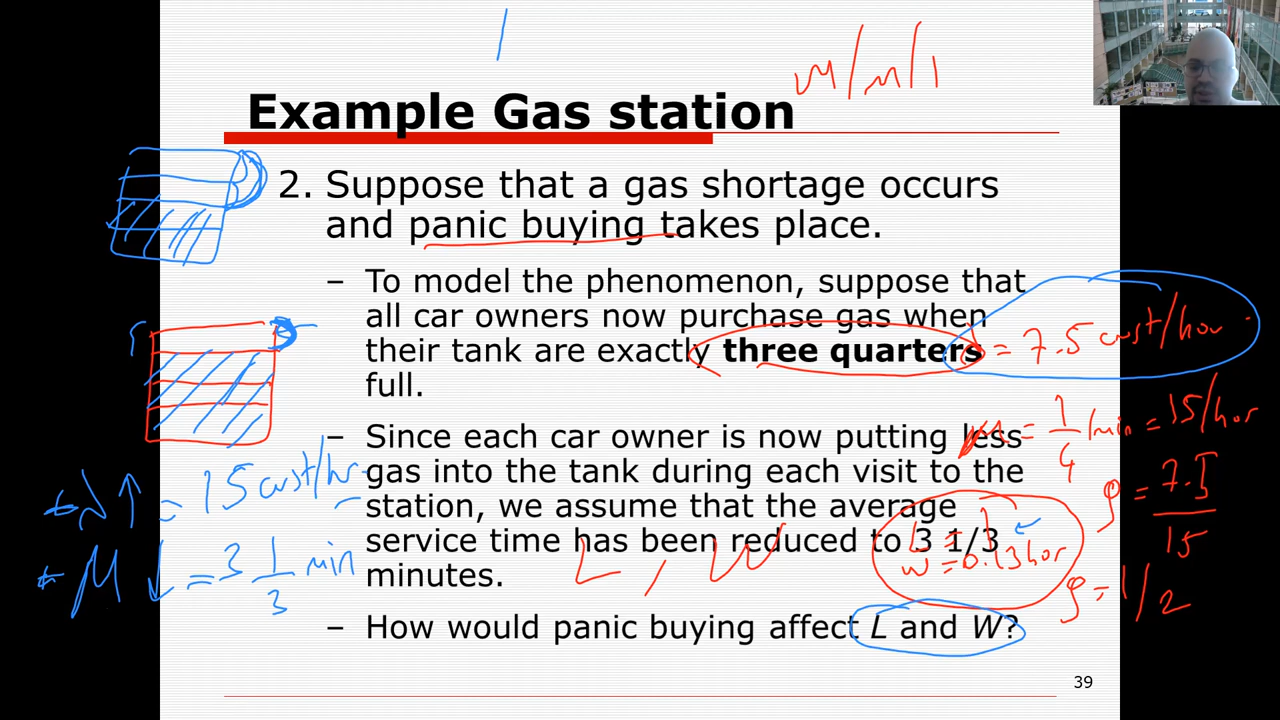 M/M/1
Example Gas station
2. Suppose that a gas shortage occurs
and panic buying takes place.
– To model the phenomenon, suppose that
all car owners now purchase gas when
their tank are exactly three quarters
full.
= 7.5 cust/hor
– Since each car owner is now putting less
gas into the tank during each visit to the
station, we assume that the average
service time has been reduced to 3 1/3
minutes.
M = 1/4 /min = 15/hor
ρ = 7.5/15
ρ = 1/2
L = 1
W = 0.13 hor
L, W
λ ↑ = 15 cust/hr
M ↓ = 3 1/3 min
– How would panic buying affect L and W?
39